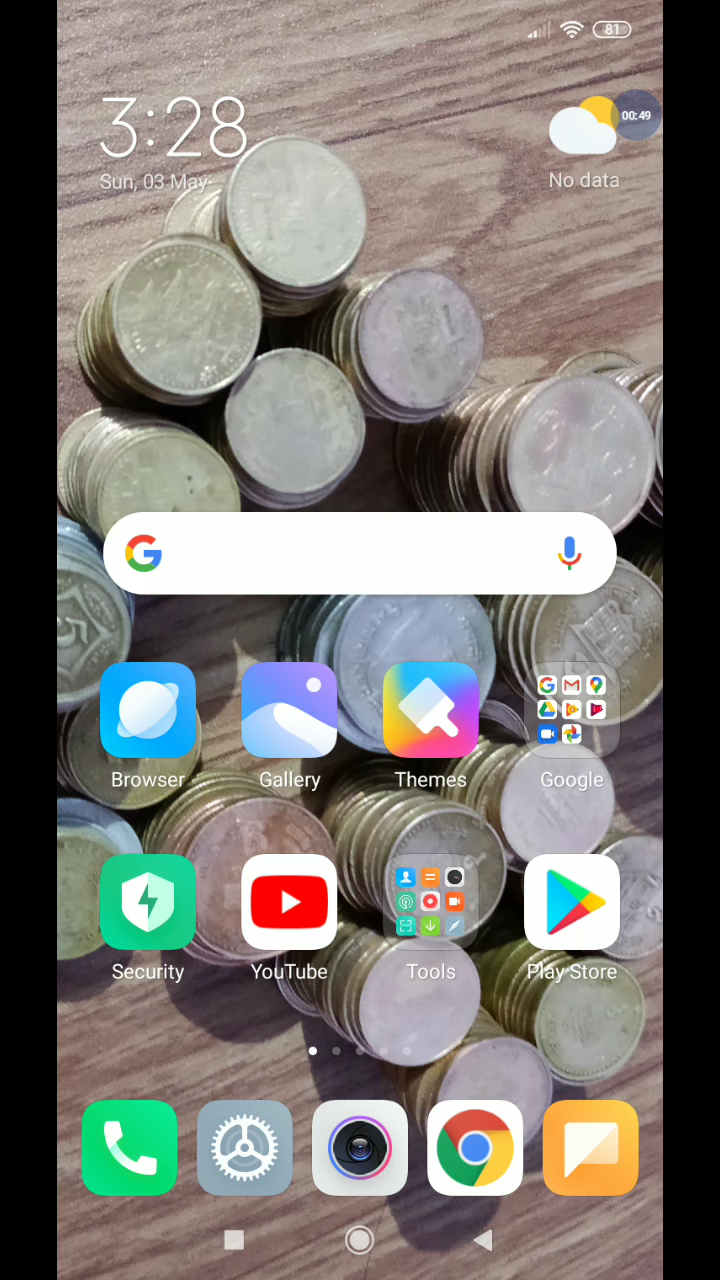 81
3:28
Sun, 03 May
00:49
No data
Browser
Gallery
Themes
Google
Security
YouTube
Tools
Play Store